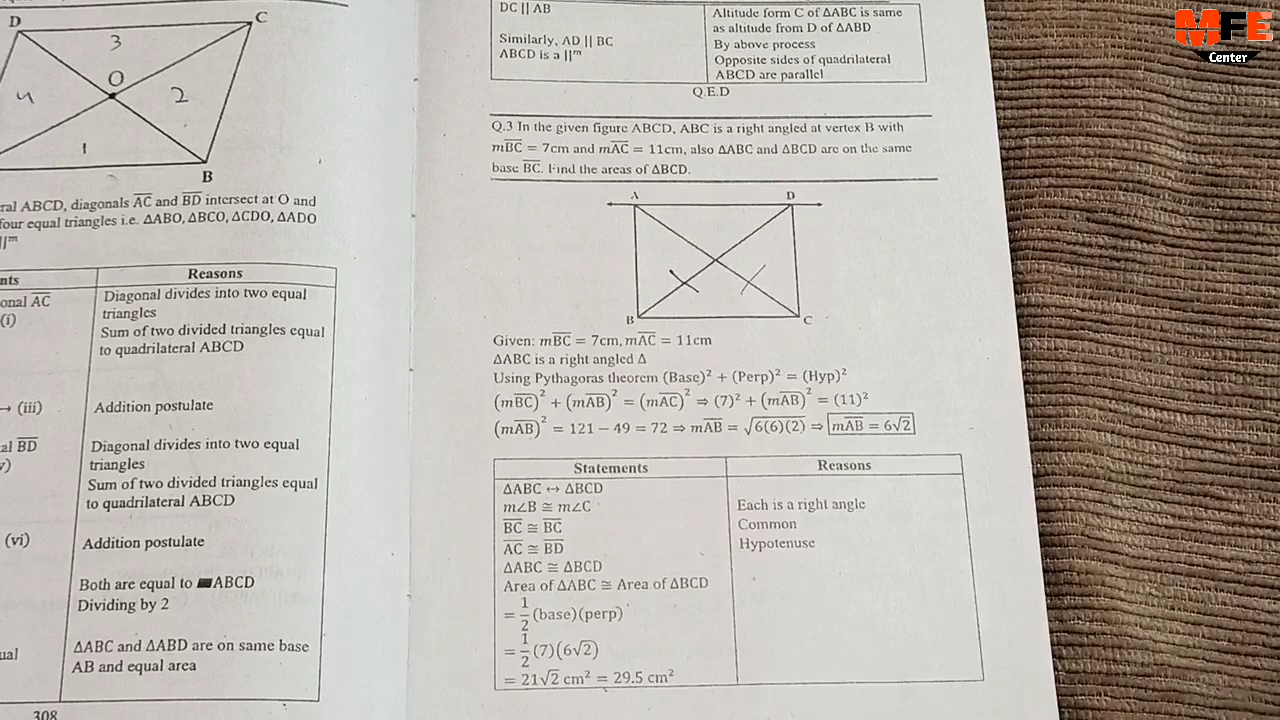 D
C
3
O
4
2
1
B
ral ABCD, diagonals AC and BD intersect at O and
four equal triangles i.e. ΔABO, ΔBCO, ΔCDO, ΔADO
||ᵐ
nts
Reasons
onal AC
Diagonal divides into two equal
(i)
triangles
Sum of two divided triangles equal
to quadrilateral ABCD
→ (iii)
Addition postulate
al BD
Diagonal divides into two equal
v)
triangles
Sum of two divided triangles equal
to quadrilateral ABCD
(vi)
Addition postulate
Both are equal to ABCD
Dividing by 2
ual
ΔABC and ΔABD are on same base
AB and equal area
308
DC || AB
Altitude form C of ΔABC is same
as altitude from D of ΔABD
Similarly, AD || BC
By above process
ABCD is a ||ᵐ
Opposite sides of quadrilateral
ABCD are parallel
Q.E.D
Q.3 In the given figure ABCD, ABC is a right angled at vertex B with
mBC = 7cm and mAC = 11cm, also ΔABC and ΔBCD are on the same
base BC. Find the areas of ΔBCD.
A
D
B
C
Given: mBC = 7cm, mAC = 11cm
ΔABC is a right angled Δ
Using Pythagoras theorem (Base)² + (Perp)² = (Hyp)²
(mBC)² + (mAB)² = (mAC)² ⇒ (7)² + (mAB)² = (11)²
(mAB)² = 121 − 49 = 72 ⇒ mAB = √6(6)(2) ⇒ mAB = 6√2
Statements
Reasons
ΔABC ↔ ΔBCD
m∠B ≅ m∠C
Each is a right angle
BC ≅ BC
Common
AC ≅ BD
Hypotenuse
ΔABC ≅ ΔBCD
Area of ΔABC ≅ Area of ΔBCD
= 1/2 (base)(perp)
= 1/2 (7)(6√2)
= 21√2 cm² = 29.5 cm²
MFE
Center